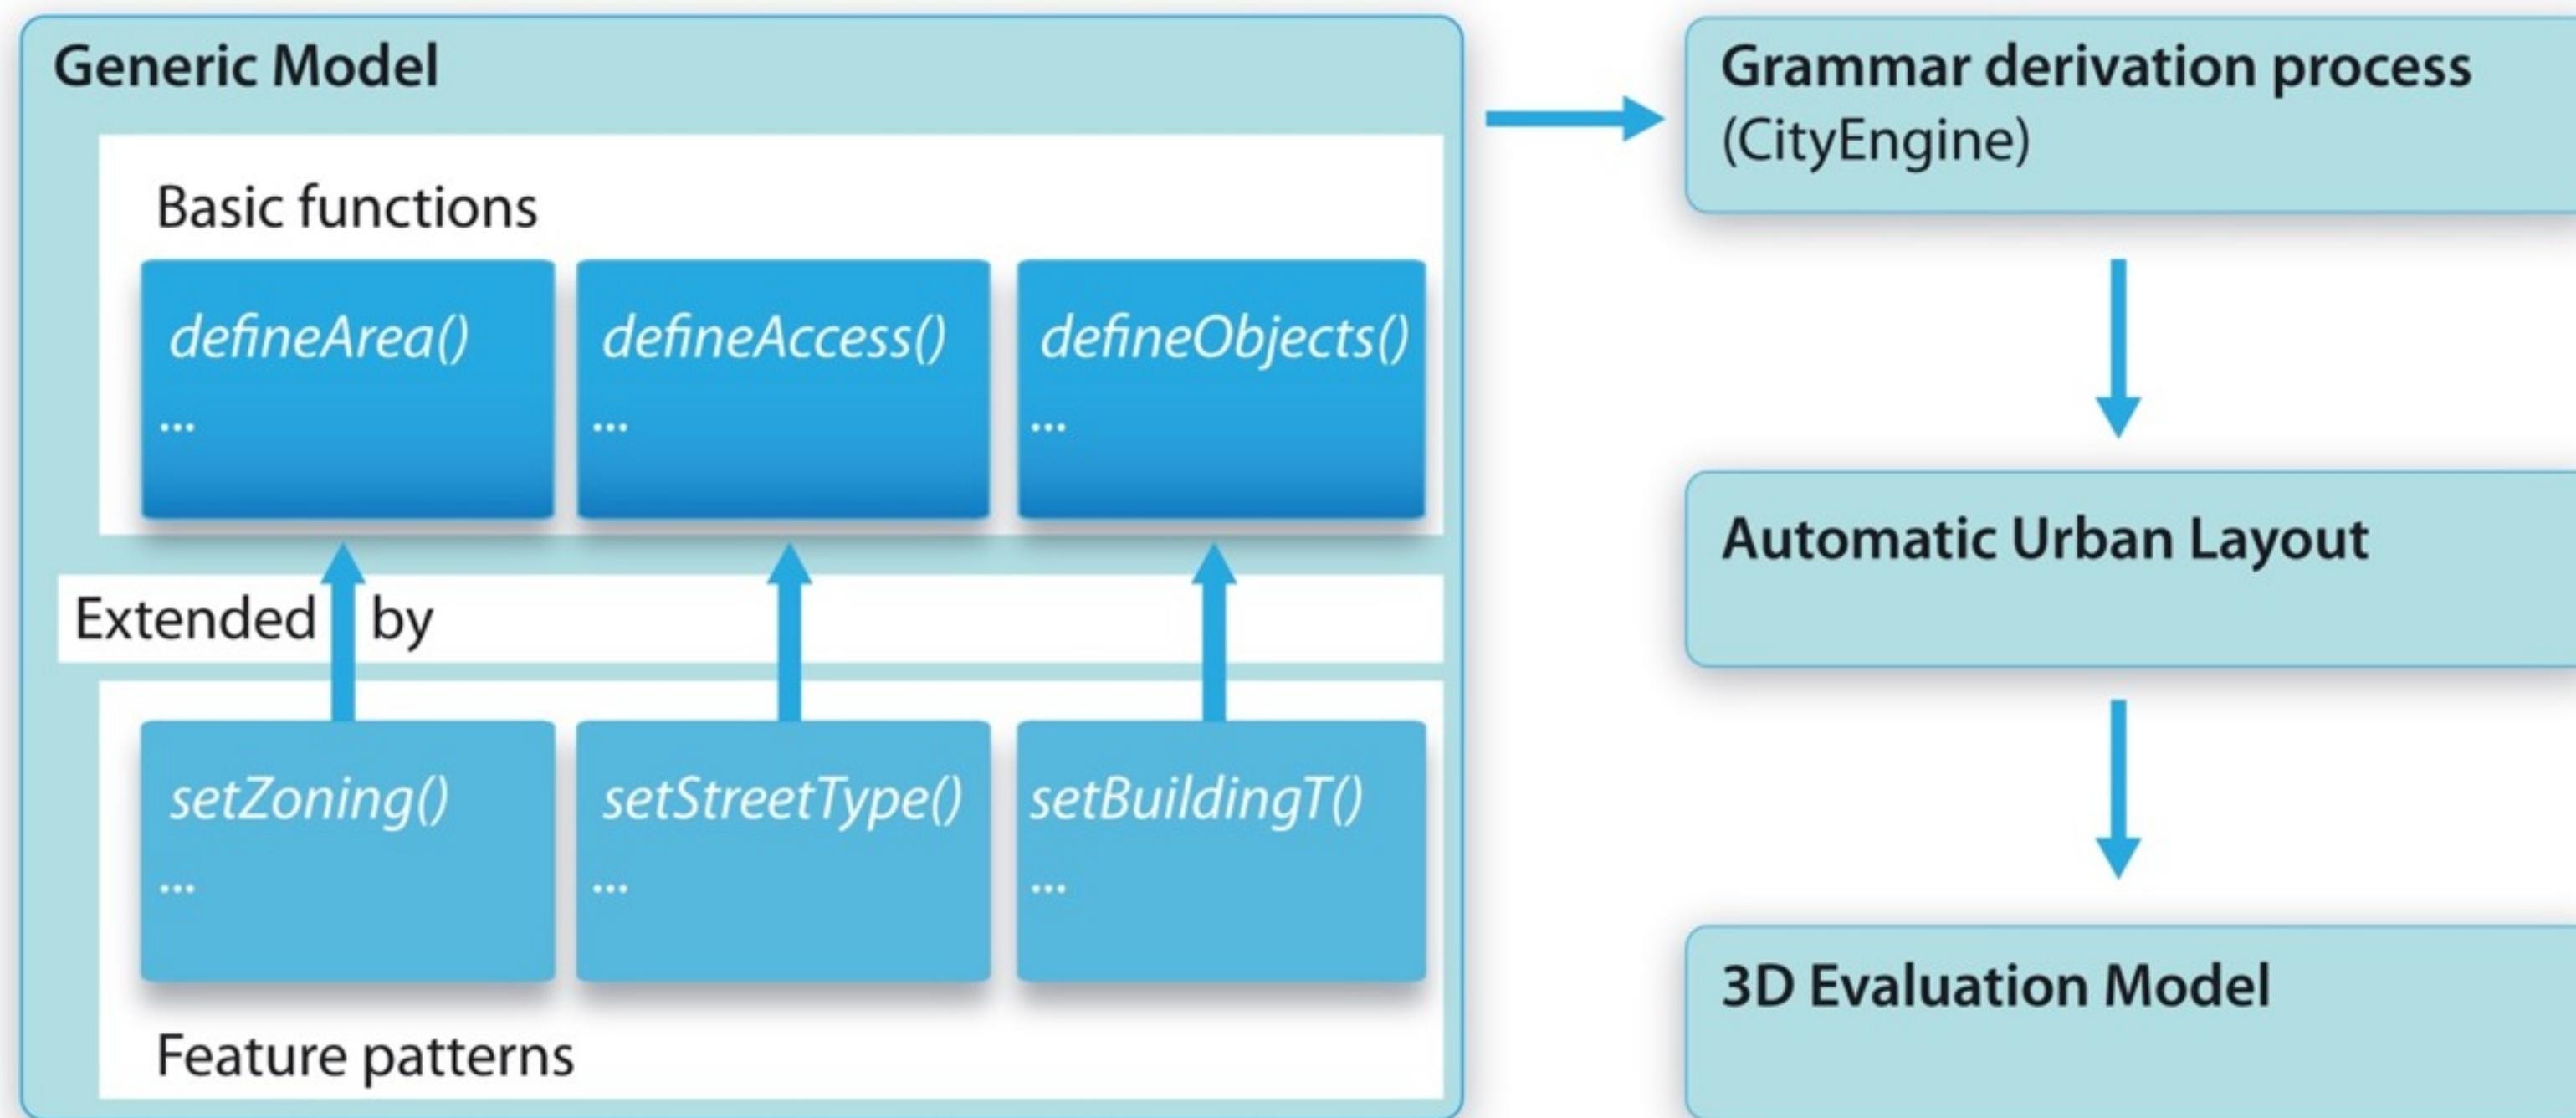 Generic Model
Basic functions
defineArea()
...
defineAccess()
...
defineObjects()
...
Extended by
setZoning()
...
setStreetType()
...
setBuildingT()
...
Feature patterns
Grammar derivation process
(CityEngine)
Automatic Urban Layout
3D Evaluation Model